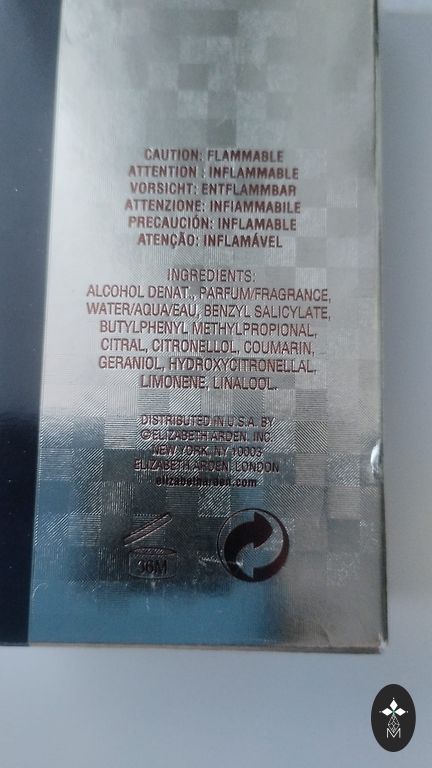 CAUTION: FLAMMABLE
ATTENTION : INFLAMMABLE
VORSICHT: ENTFLAMMBAR
ATTENZIONE: INFIAMMABILE
PRECAUCIÓN: INFLAMABLE
ATENÇÃO: INFLAMÁVEL
INGREDIENTS:
ALCOHOL DENAT., PARFUM/FRAGRANCE,
WATER/AQUA/EAU, BENZYL SALICYLATE,
BUTYLPHENYL METHYLPROPIONAL,
CITRAL, CITRONELLOL, COUMARIN,
GERANIOL, HYDROXYCITRONELLAL,
LIMONENE, LINALOOL.
DISTRIBUTED IN U.S.A. BY
©ELIZABETH ARDEN, INC.
NEW YORK, NY 10003
ELIZABETH ARDEN, LONDON
elizabetharden.com
36M
M